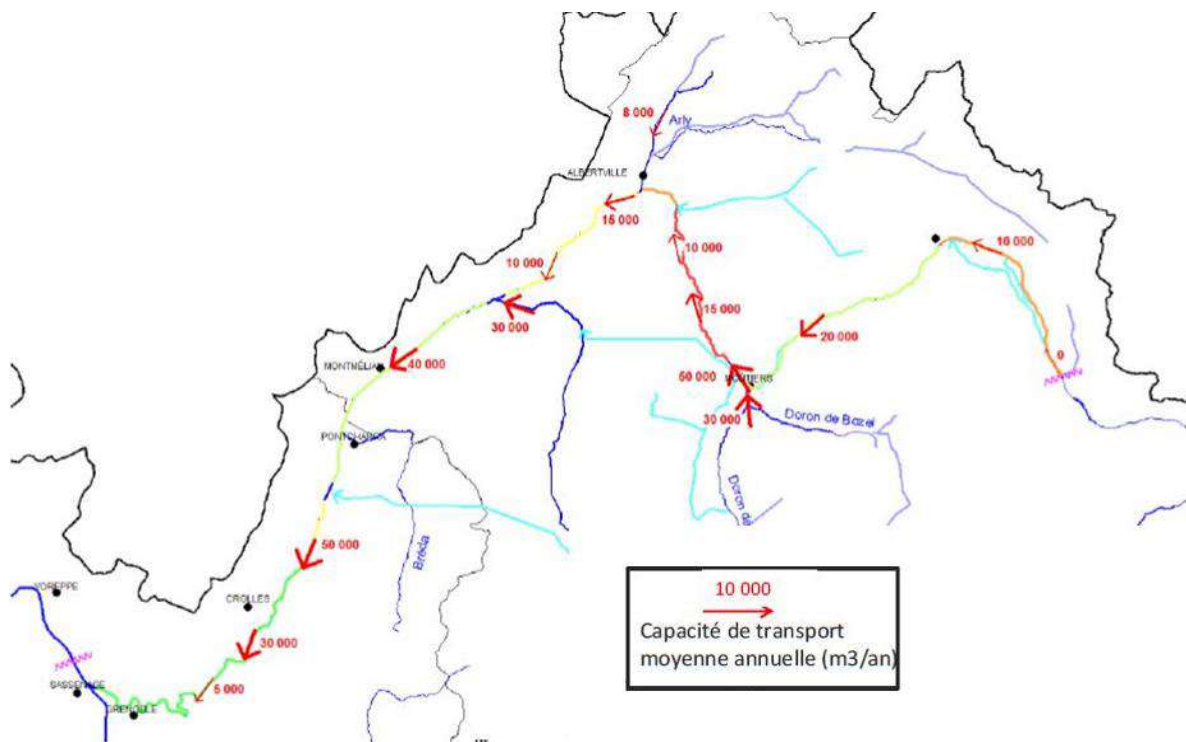 8 000
Arly
ALBERTVILLE
15 000
10 000
10 000
10 000
15 000
30 000
20 000
0
MONTMÉLIAN
40 000
50 000
MOUTIERS
30 000
Doron de Bozel
PONTCHARRA
Doron de
Bréda
50 000
VOREPPE
CROLLES
30 000
5 000
SASSENAGE
GRENOBLE
10 000
Capacité de transport
moyenne annuelle (m3/an)